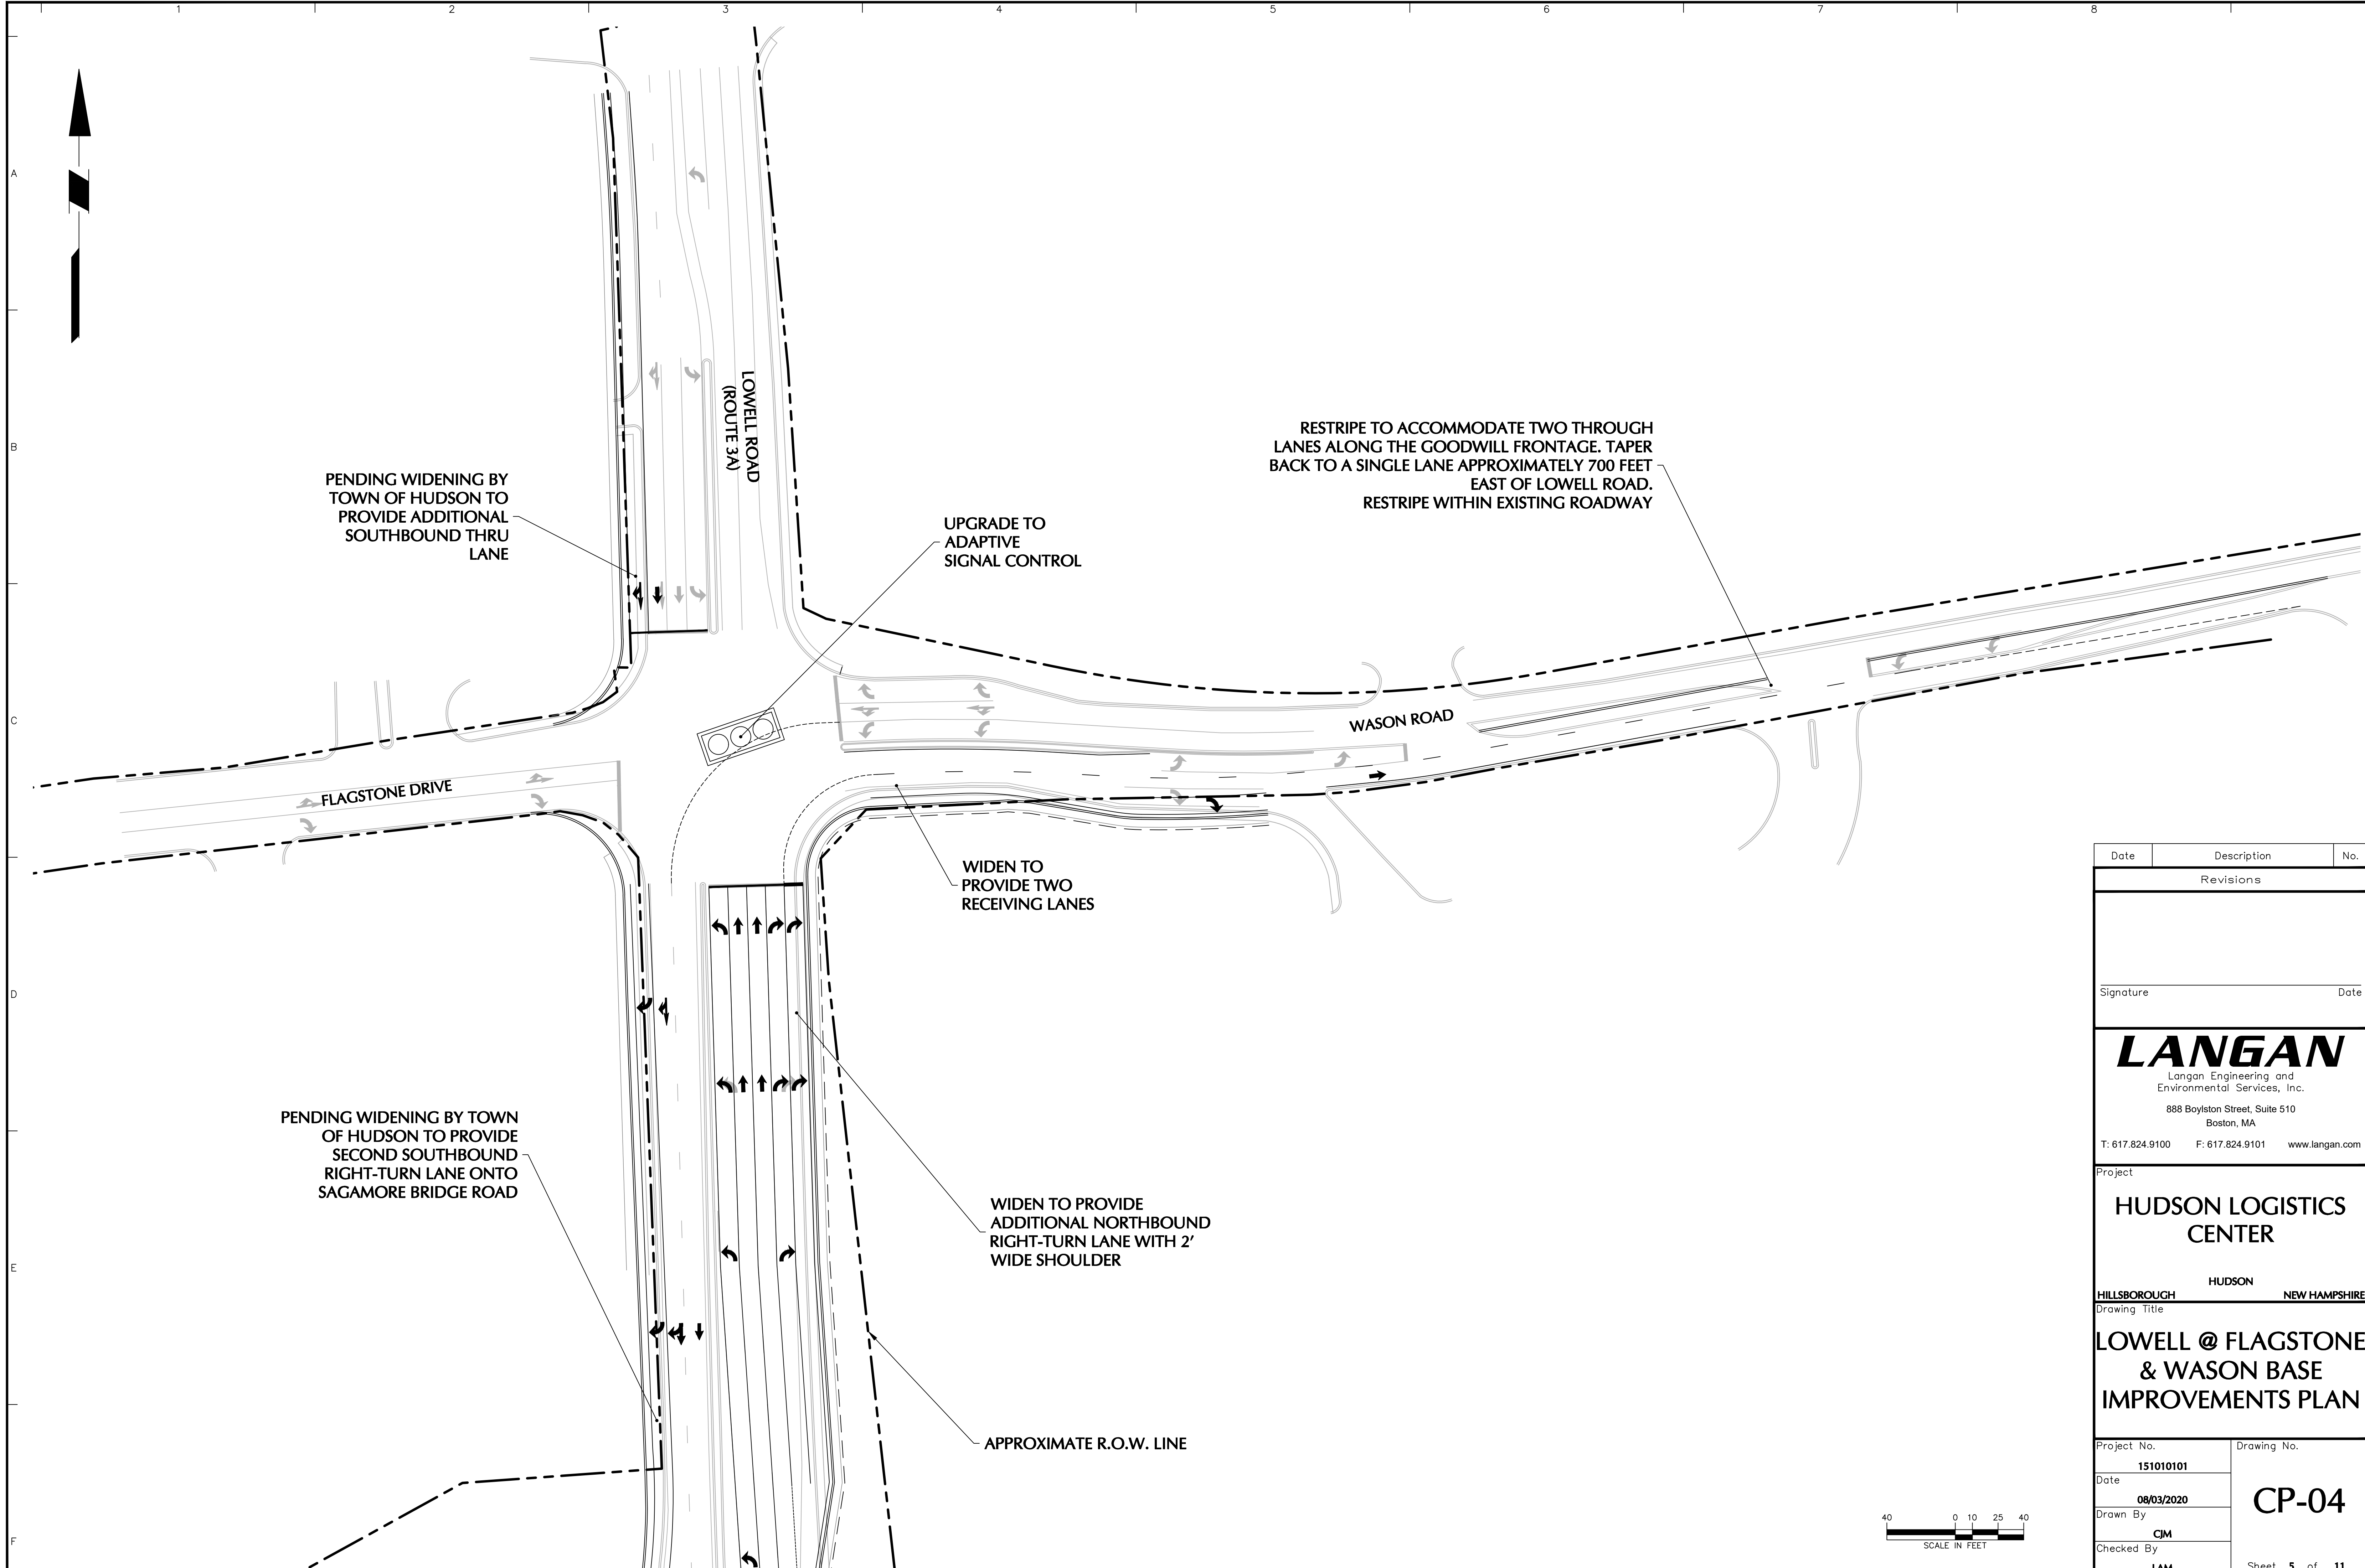 1 2 3 4 5 6 7 8
A
B
C
D
E
F
LOWELL ROAD
(ROUTE 3A)
RESTRIPE TO ACCOMMODATE TWO THROUGH
LANES ALONG THE GOODWILL FRONTAGE. TAPER
BACK TO A SINGLE LANE APPROXIMATELY 700 FEET
EAST OF LOWELL ROAD.
RESTRIPE WITHIN EXISTING ROADWAY
PENDING WIDENING BY
TOWN OF HUDSON TO
PROVIDE ADDITIONAL
SOUTHBOUND THRU
LANE
UPGRADE TO
ADAPTIVE
SIGNAL CONTROL
WASON ROAD
FLAGSTONE DRIVE
WIDEN TO
PROVIDE TWO
RECEIVING LANES
PENDING WIDENING BY TOWN
OF HUDSON TO PROVIDE
SECOND SOUTHBOUND
RIGHT-TURN LANE ONTO
SAGAMORE BRIDGE ROAD
WIDEN TO PROVIDE
ADDITIONAL NORTHBOUND
RIGHT-TURN LANE WITH 2'
WIDE SHOULDER
APPROXIMATE R.O.W. LINE
40 0 10 25 40
SCALE IN FEET
Date Description No.
Revisions
Signature Date
LANGAN
Langan Engineering and
Environmental Services, Inc.
888 Boylston Street, Suite 510
Boston, MA
T: 617.824.9100 F: 617.824.9101 www.langan.com
Project
HUDSON LOGISTICS
CENTER
HUDSON
HILLSBOROUGH NEW HAMPSHIRE
Drawing Title
LOWELL @ FLAGSTONE
& WASON BASE
IMPROVEMENTS PLAN
Project No.
151010101
Date
08/03/2020
Drawn By
CJM
Checked By
Drawing No.
CP-04
Sheet 5 of 11